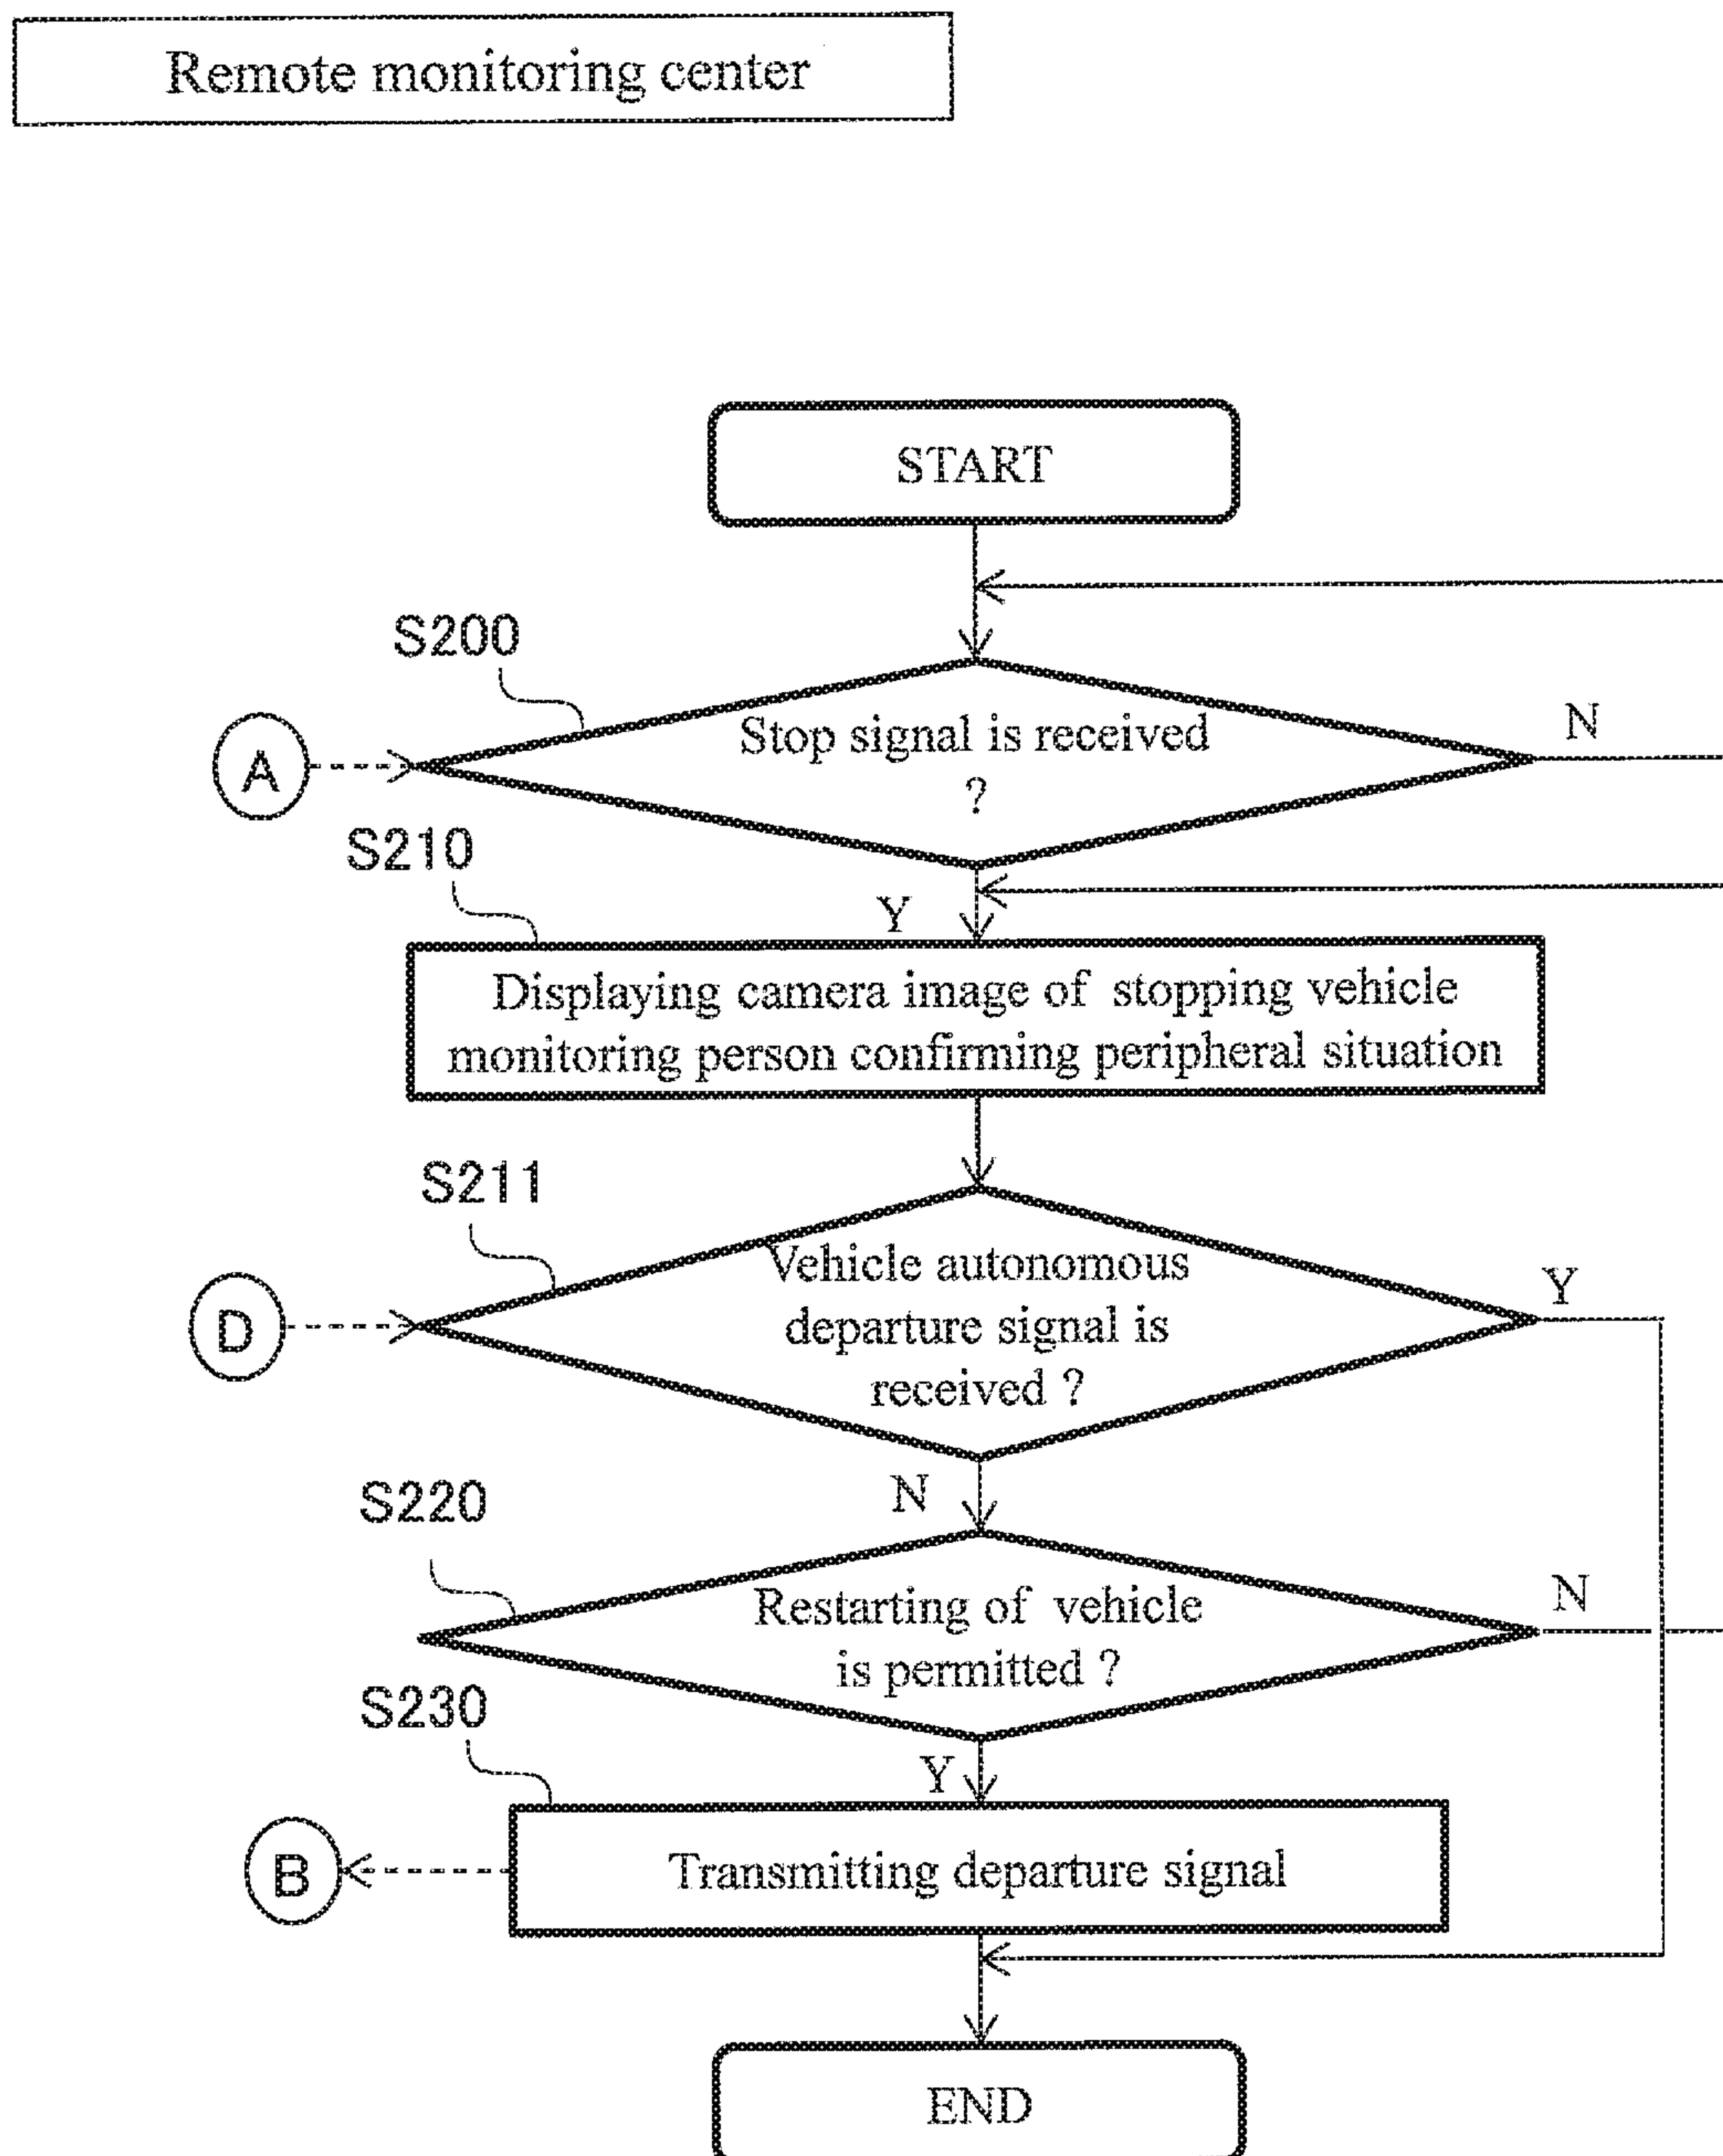 Remote monitoring center
START
S200
Stop signal is received
?
N
A
S210
Y
Displaying camera image of stopping vehicle
monitoring person confirming peripheral situation
S211
Vehicle autonomous
departure signal is
received ?
Y
D
N
S220
Restarting of vehicle
is permitted ?
N
S230
Y
Transmitting departure signal
B
END